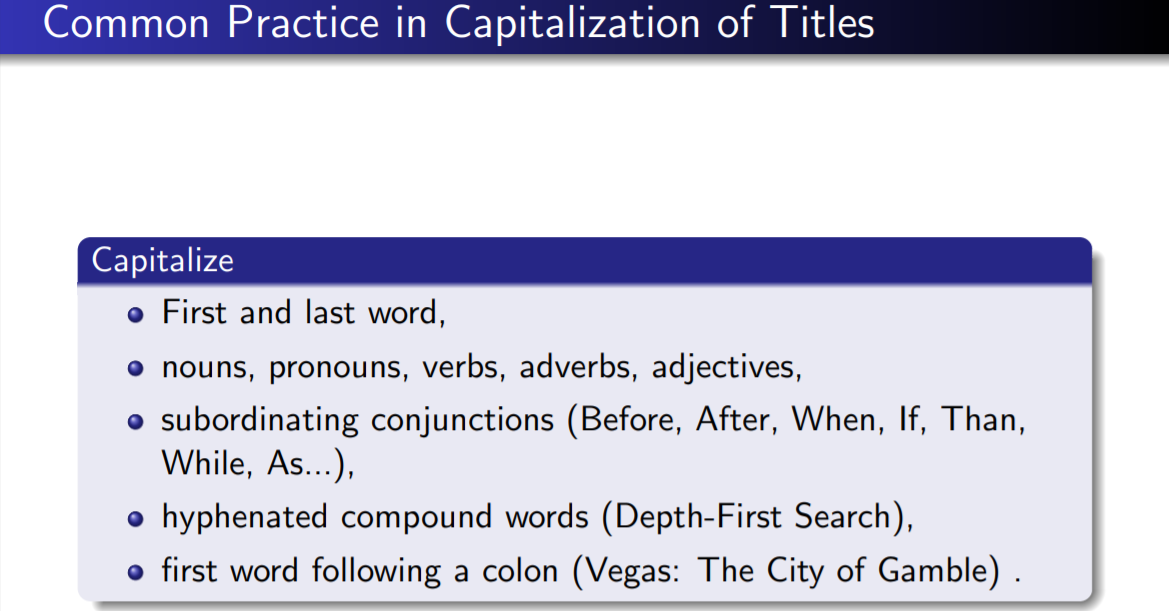 Common Practice in Capitalization of Titles
Capitalize
First and last word,
nouns, pronouns, verbs, adverbs, adjectives,
subordinating conjunctions (Before, After, When, If, Than,
While, As...),
hyphenated compound words (Depth-First Search),
first word following a colon (Vegas: The City of Gamble) .